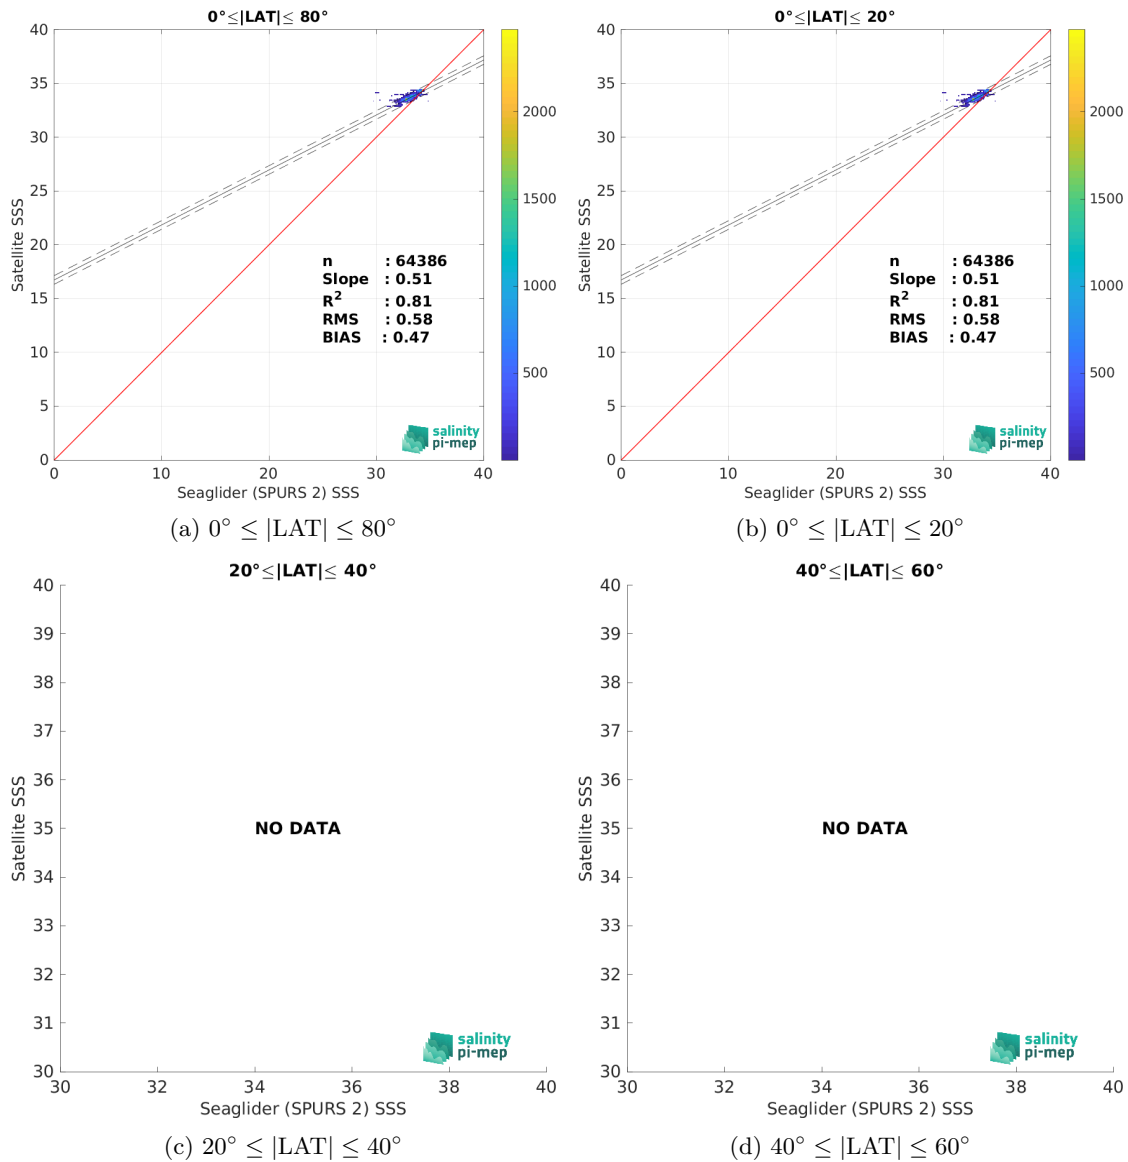 0°≤|LAT|≤ 80°
40
35
30
25
20
15
10
5
0
Satellite SSS
n : 64386
Slope : 0.51
R² : 0.81
RMS : 0.58
BIAS : 0.47
salinity
pi-mep
0 10 20 30 40
Seaglider (SPURS 2) SSS
2000
1500
1000
500
(a) 0° ≤ |LAT| ≤ 80°
0°≤|LAT|≤ 20°
40
35
30
25
20
15
10
5
0
Satellite SSS
n : 64386
Slope : 0.51
R² : 0.81
RMS : 0.58
BIAS : 0.47
salinity
pi-mep
0 10 20 30 40
Seaglider (SPURS 2) SSS
2000
1500
1000
500
(b) 0° ≤ |LAT| ≤ 20°
20°≤|LAT|≤ 40°
40
39
38
37
36
35
34
33
32
31
30
Satellite SSS
NO DATA
salinity
pi-mep
30 32 34 36 38 40
Seaglider (SPURS 2) SSS
(c) 20° ≤ |LAT| ≤ 40°
40°≤|LAT|≤ 60°
40
39
38
37
36
35
34
33
32
31
30
Satellite SSS
NO DATA
salinity
pi-mep
30 32 34 36 38 40
Seaglider (SPURS 2) SSS
(d) 40° ≤ |LAT| ≤ 60°